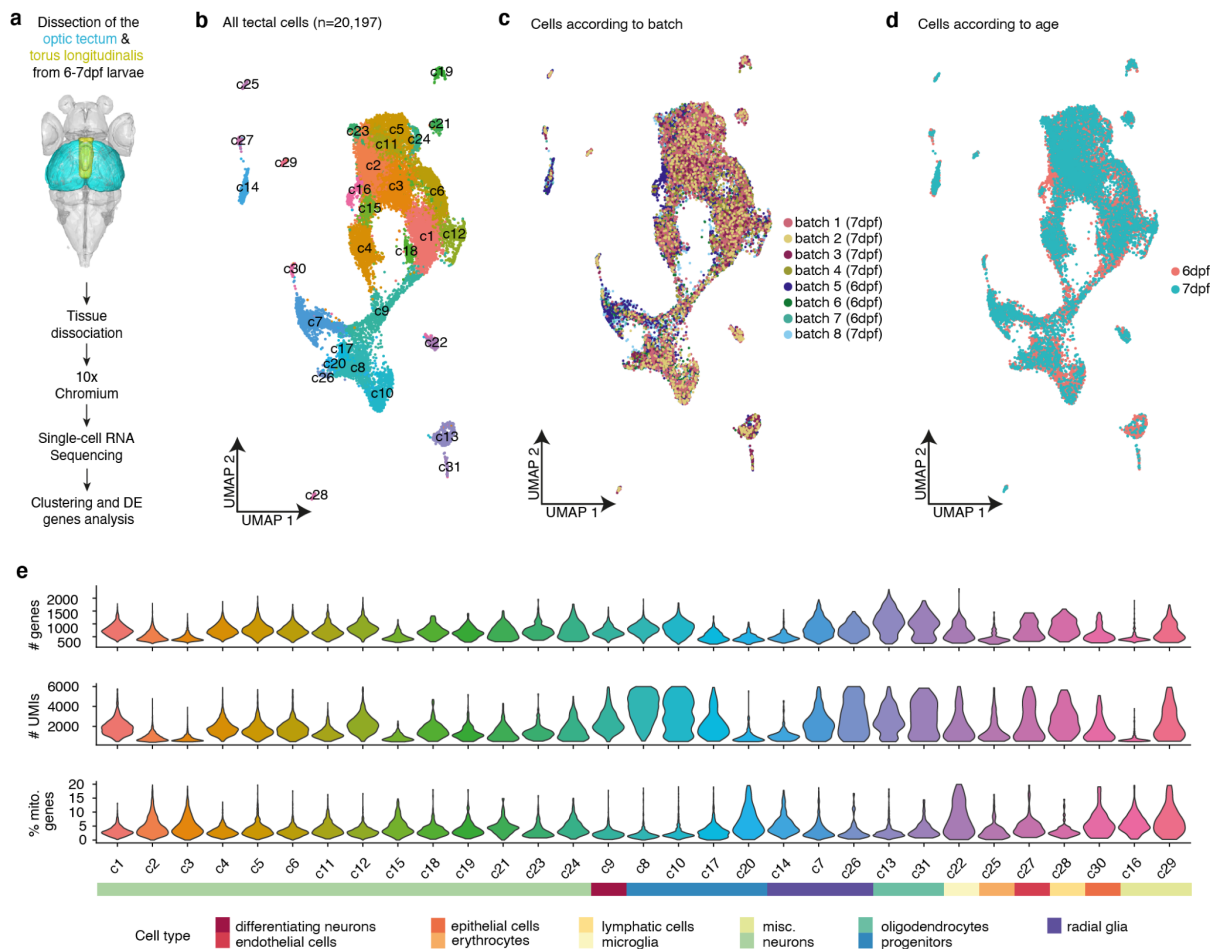 a
Dissection of the
optic tectum &
torus longitudinalis
from 6-7dpf larvae
Tissue
dissociation
10x
Chromium
Single-cell RNA
Sequencing
Clustering and DE
genes analysis
b
All tectal cells (n=20,197)
c19
c25
c23
c5
c21
c24
c27
c11
c29
c2
c14
c3
c6
c16
c15
c1
c12
c4
c18
c30
c9
c7
c22
c17
c20
c8
c26
c10
c13
c31
c28
UMAP 2
UMAP 1
c
Cells according to batch
batch 1 (7dpf)
batch 2 (7dpf)
batch 3 (7dpf)
batch 4 (7dpf)
batch 5 (6dpf)
batch 6 (6dpf)
batch 7 (6dpf)
batch 8 (7dpf)
UMAP 2
UMAP 1
d
Cells according to age
6dpf
7dpf
UMAP 2
UMAP 1
e
# genes
2000
1500
1000
500
# UMIs
6000
4000
2000
% mito.
genes
20
15
10
5
0
c1 c2 c3 c4 c5 c6 c11 c12 c15 c18 c19 c21 c23 c24 c9 c8 c10 c17 c20 c14 c7 c26 c13 c31 c22 c25 c27 c28 c30 c16 c29
Cell type
differentiating neurons epithelial cells lymphatic cells misc. oligodendrocytes radial glia
endothelial cells erythrocytes microglia neurons progenitors